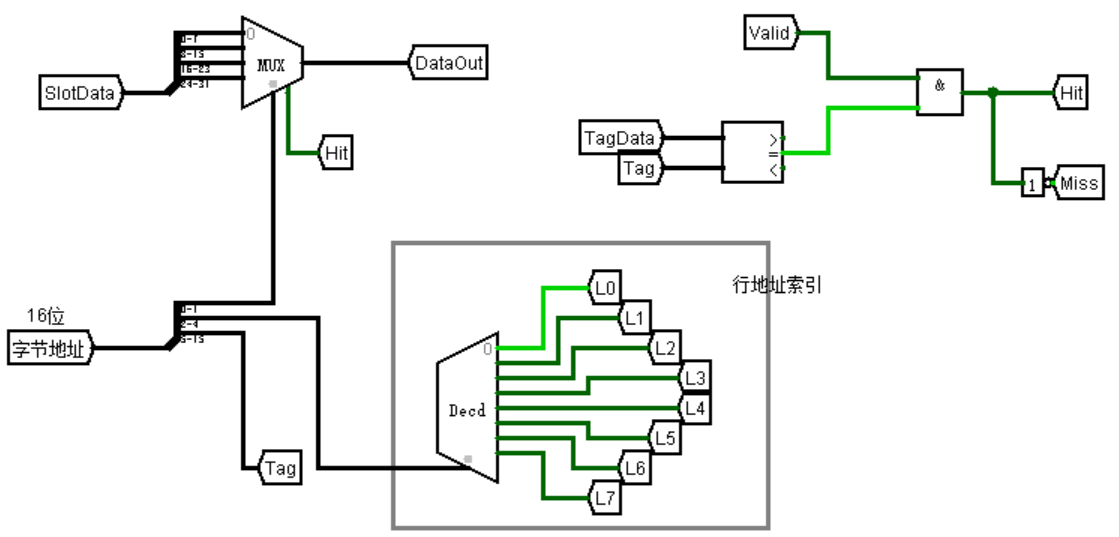 0
0-7
8-15
16-23
24-31
MUX
SlotData
DataOut
Hit
Valid
&
Hit
TagData
Tag
>
=
<
1
Miss
16位
字节地址
0-1
2-4
5-15
Tag
行地址索引
0
Decd
L0
L1
L2
L3
L4
L5
L6
L7